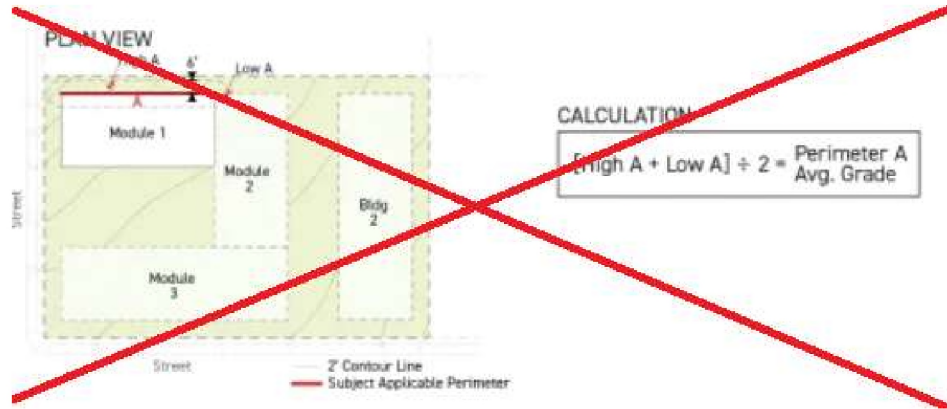 PLAN VIEW
High A
6'
Low A
A
Module 1
Module
2
Bldg
2
Module
3
Street
Street
2' Contour Line
Subject Applicable Perimeter
CALCULATION
[High A + Low A] ÷ 2 = Perimeter A
Avg. Grade